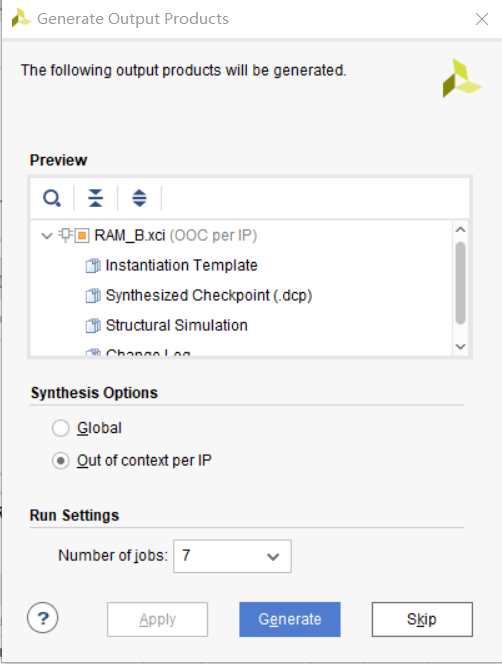 Generate Output Products
The following output products will be generated.
Preview
RAM_B.xci (OOC per IP)
Instantiation Template
Synthesized Checkpoint (.dcp)
Structural Simulation
Change Log
Synthesis Options
Global
Out of context per IP
Run Settings
Number of jobs: 7
? Apply Generate Skip